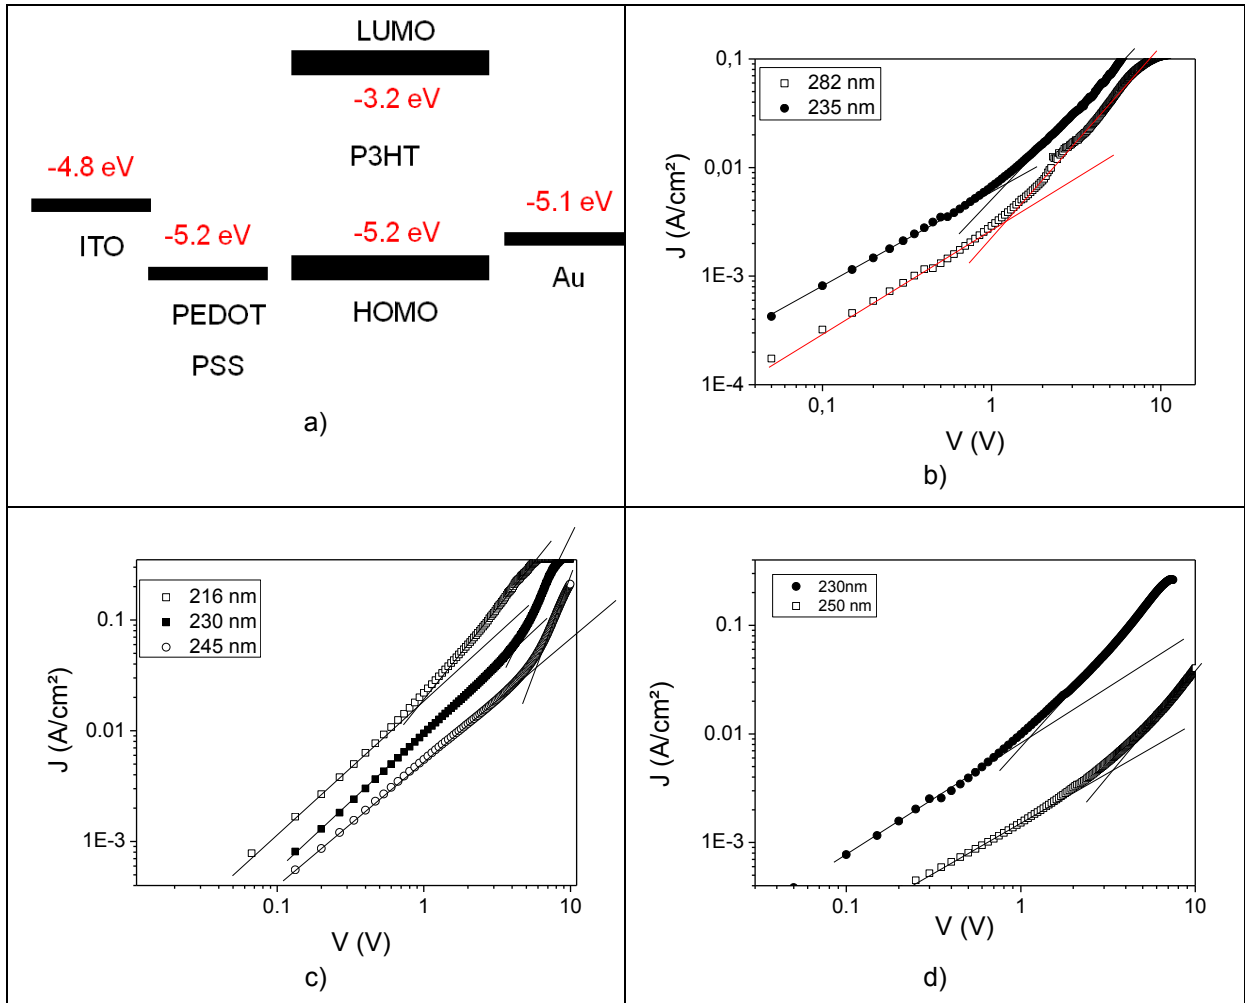 LUMO
-3.2 eV
P3HT
-4.8 eV
ITO
-5.2 eV
PEDOT
PSS
-5.2 eV
HOMO
-5.1 eV
Au
a)
282 nm
235 nm
0,1
0,01
1E-3
1E-4
J (A/cm²)
0,1
1
10
V (V)
b)
216 nm
230 nm
245 nm
0.1
0.01
1E-3
J (A/cm²)
0.1
1
10
V (V)
c)
230nm
250 nm
0.1
0.01
1E-3
J (A/cm²)
0.1
1
10
V (V)
d)